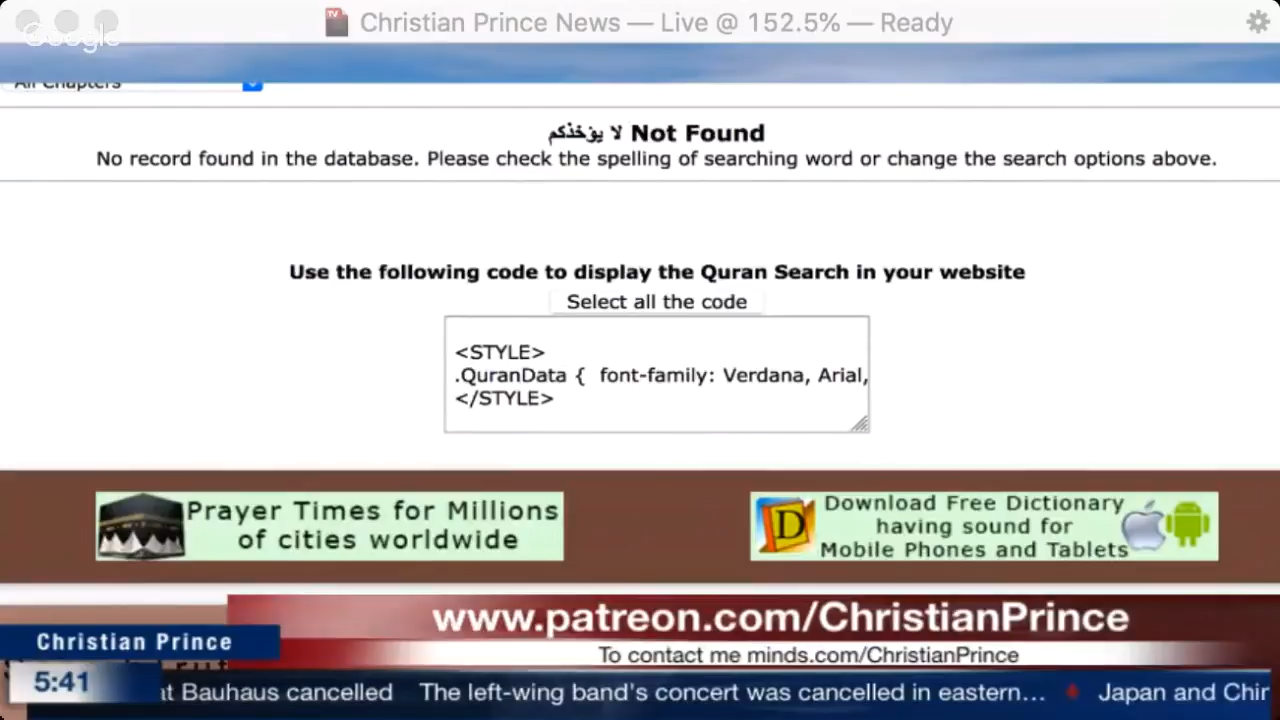 Christian Prince News — Live @ 152.5% — Ready
Google
All Chapters
لا يؤخذكم Not Found
No record found in the database. Please check the spelling of searching word or change the search options above.
Use the following code to display the Quran Search in your website
Select all the code
<STYLE>
.QuranData { font-family: Verdana, Arial,
</STYLE>
Prayer Times for Millions
of cities worldwide
Download Free Dictionary
having sound for
Mobile Phones and Tablets
www.patreon.com/ChristianPrince
To contact me minds.com/ChristianPrince
Christian Prince
5:41
at Bauhaus cancelled The left-wing band's concert was cancelled in eastern... Japan and Chin